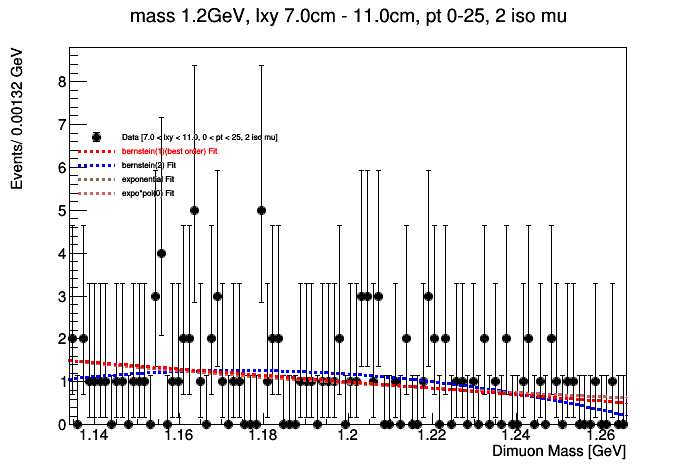 mass 1.2GeV, lxy 7.0cm - 11.0cm, pt 0-25, 2 iso mu
Events/ 0.00132 GeV
8
7
6
5
4
3
2
1
0
Data [7.0 < lxy < 11.0, 0 < pt < 25, 2 iso mu]
bernstein(1)(best order) Fit
bernstein(2) Fit
exponential Fit
expo*pol(0) Fit
1.14 1.16 1.18 1.2 1.22 1.24 1.26
Dimuon Mass [GeV]